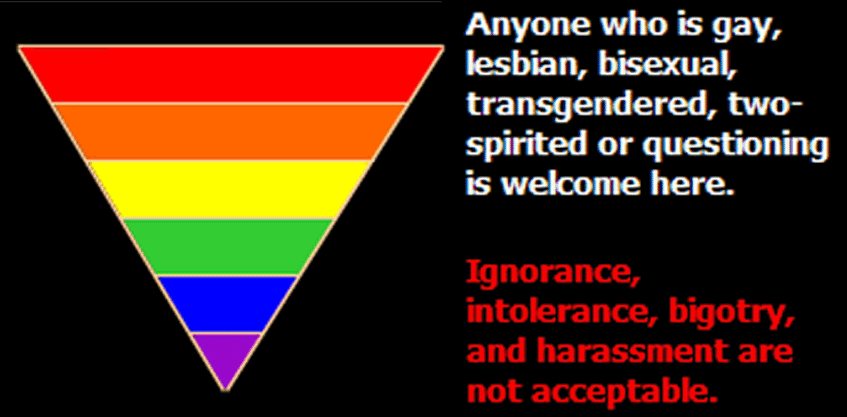 Anyone who is gay,
lesbian, bisexual,
transgendered, two-
spirited or questioning
is welcome here.
Ignorance,
intolerance, bigotry,
and harassment are
not acceptable.